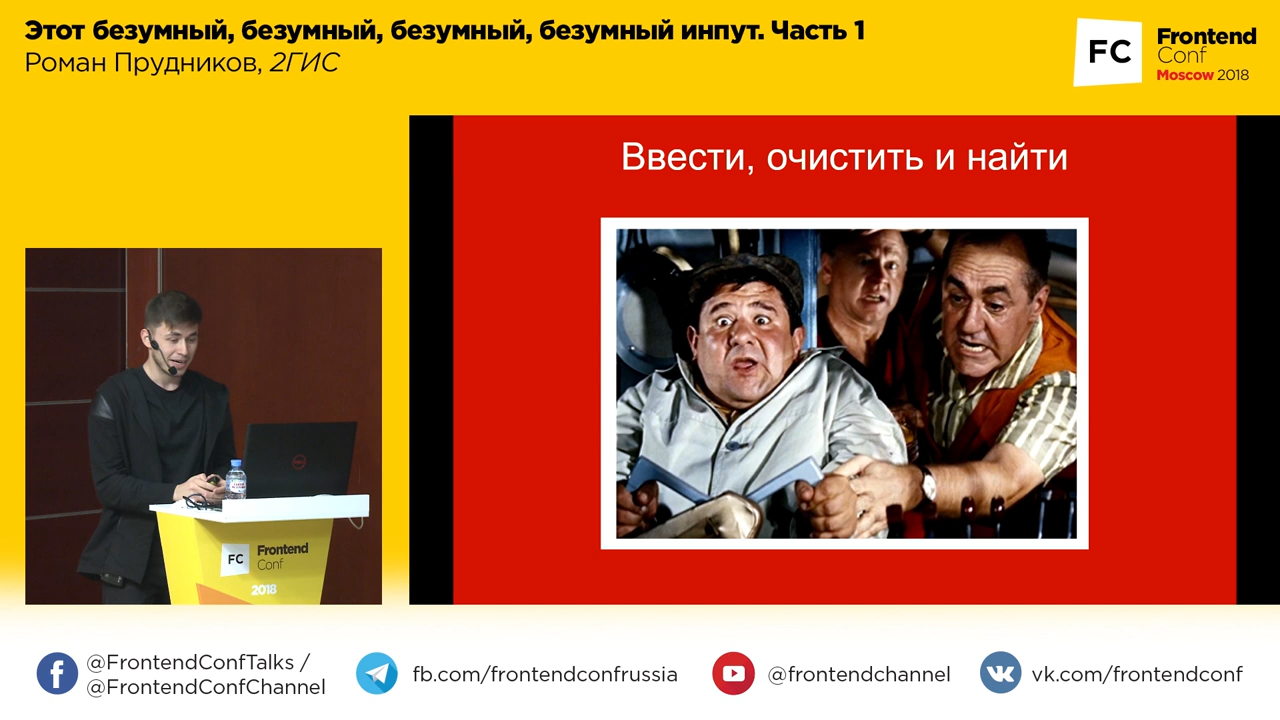 Этот безумный, безумный, безумный, безумный инпут. Часть 1
Роман Прудников, 2ГИС
FC
Frontend
Conf
Moscow 2018
Ввести, очистить и найти
FC
Frontend
Conf
2018
@FrontendConfTalks /
@FrontendConfChannel
fb.com/frontendconfrussia
@frontendchannel
vk.com/frontendconf